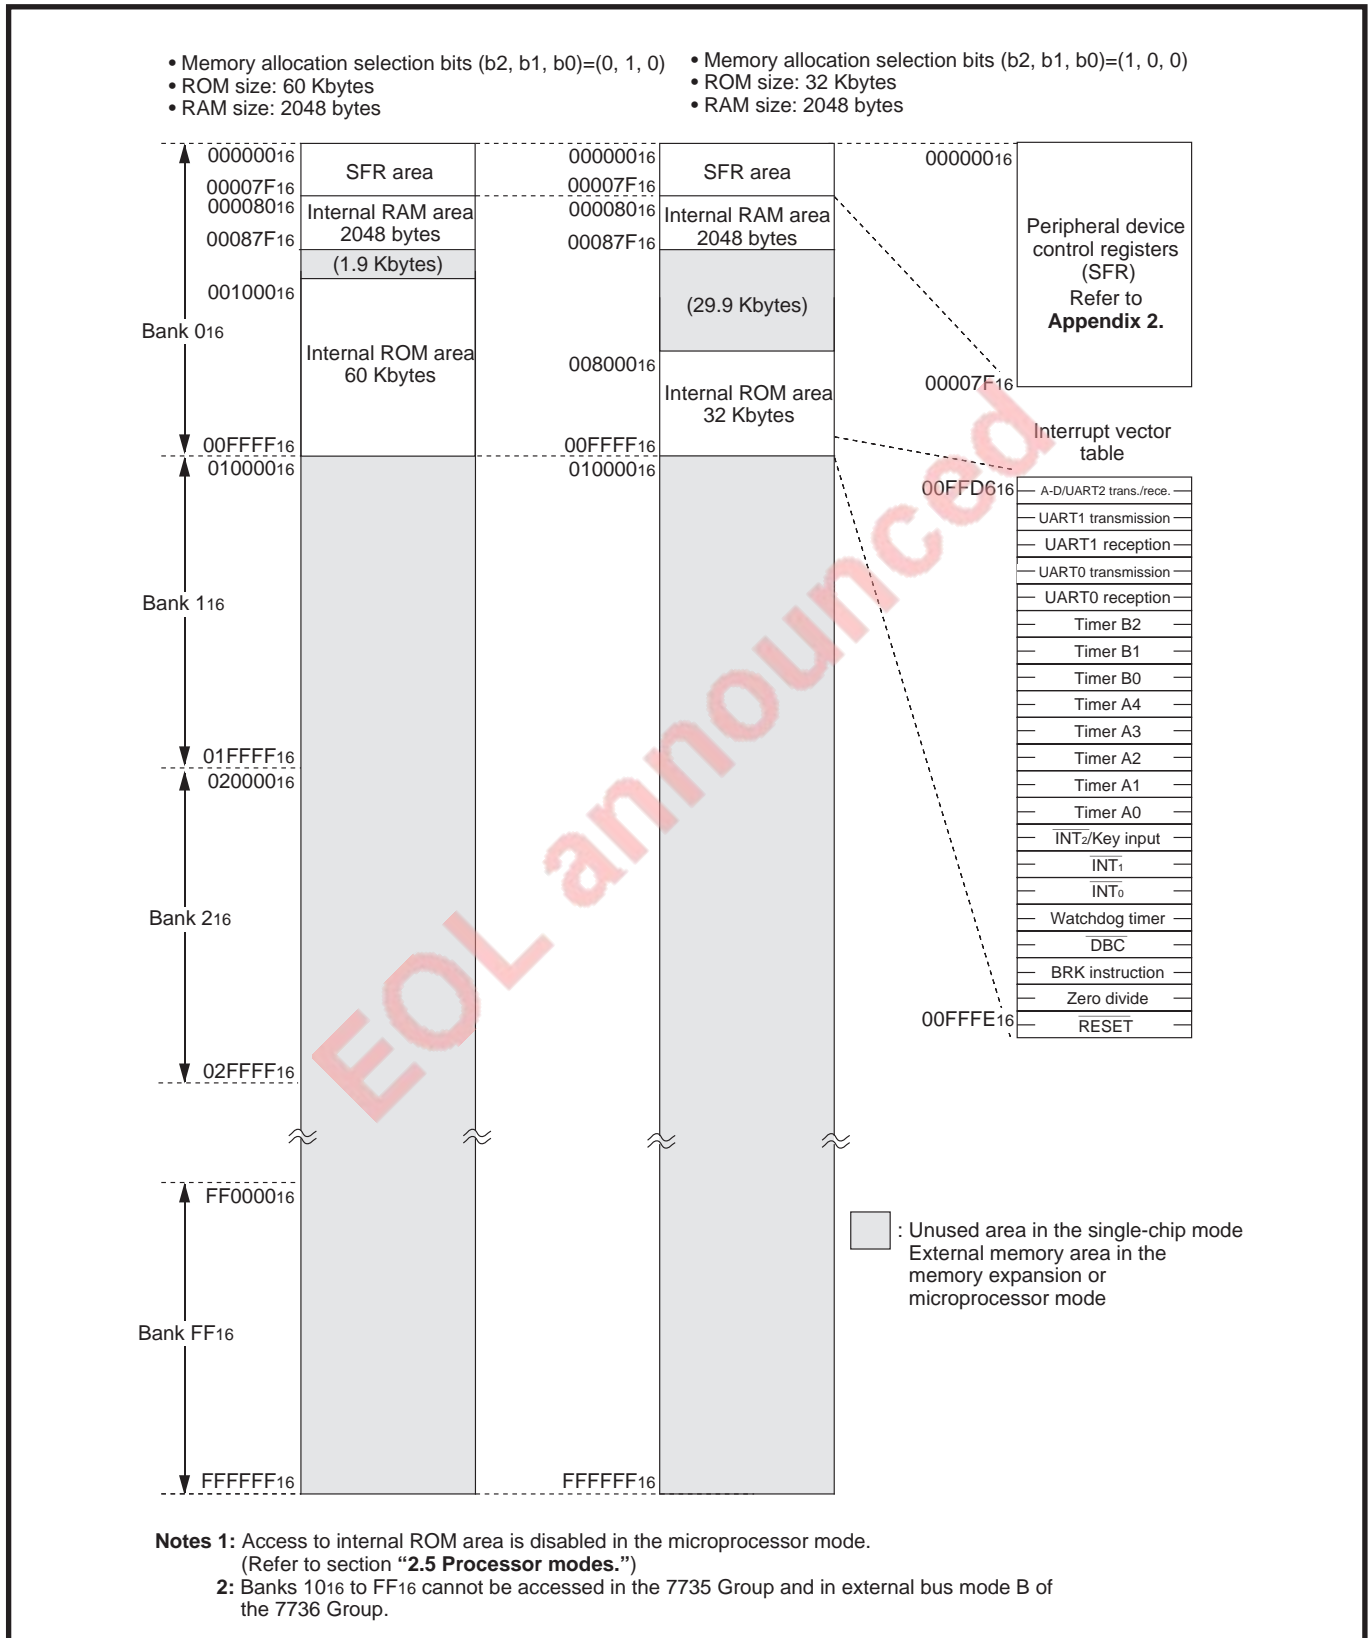 • Memory allocation selection bits (b2, b1, b0)=(0, 1, 0)
• ROM size: 60 Kbytes
• RAM size: 2048 bytes
• Memory allocation selection bits (b2, b1, b0)=(1, 0, 0)
• ROM size: 32 Kbytes
• RAM size: 2048 bytes
00000016
00007F16
00008016
00087F16
00100016
00FFFF16
01000016
01FFFF16
02000016
02FFFF16
FF000016
FFFFFF16
Bank 016
Bank 116
Bank 216
Bank FF16
SFR area
Internal RAM area
2048 bytes
(1.9 Kbytes)
Internal ROM area
60 Kbytes
00000016
00007F16
00008016
00087F16
00800016
00FFFF16
01000016
FFFFFF16
SFR area
Internal RAM area
2048 bytes
(29.9 Kbytes)
Internal ROM area
32 Kbytes
00000016
00007F16
Peripheral device
control registers
(SFR)
Refer to
Appendix 2.
Interrupt vector
table
00FFD616
A-D/UART2 trans./rece.
UART1 transmission
UART1 reception
UART0 transmission
UART0 reception
Timer B2
Timer B1
Timer B0
Timer A4
Timer A3
Timer A2
Timer A1
Timer A0
INT2/Key input
INT1
INT0
Watchdog timer
DBC
BRK instruction
Zero divide
00FFFE16
RESET
EOL announced
: Unused area in the single-chip mode
External memory area in the
memory expansion or
microprocessor mode
Notes 1: Access to internal ROM area is disabled in the microprocessor mode.
(Refer to section “2.5 Processor modes.”)
2: Banks 1016 to FF16 cannot be accessed in the 7735 Group and in external bus mode B of
the 7736 Group.